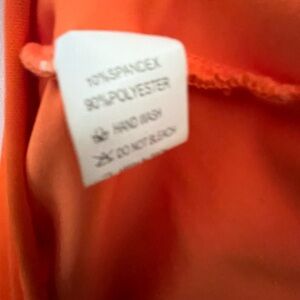 10%SPANDEX
90%POLYESTER
HAND WASH
DO NOT BLEACH